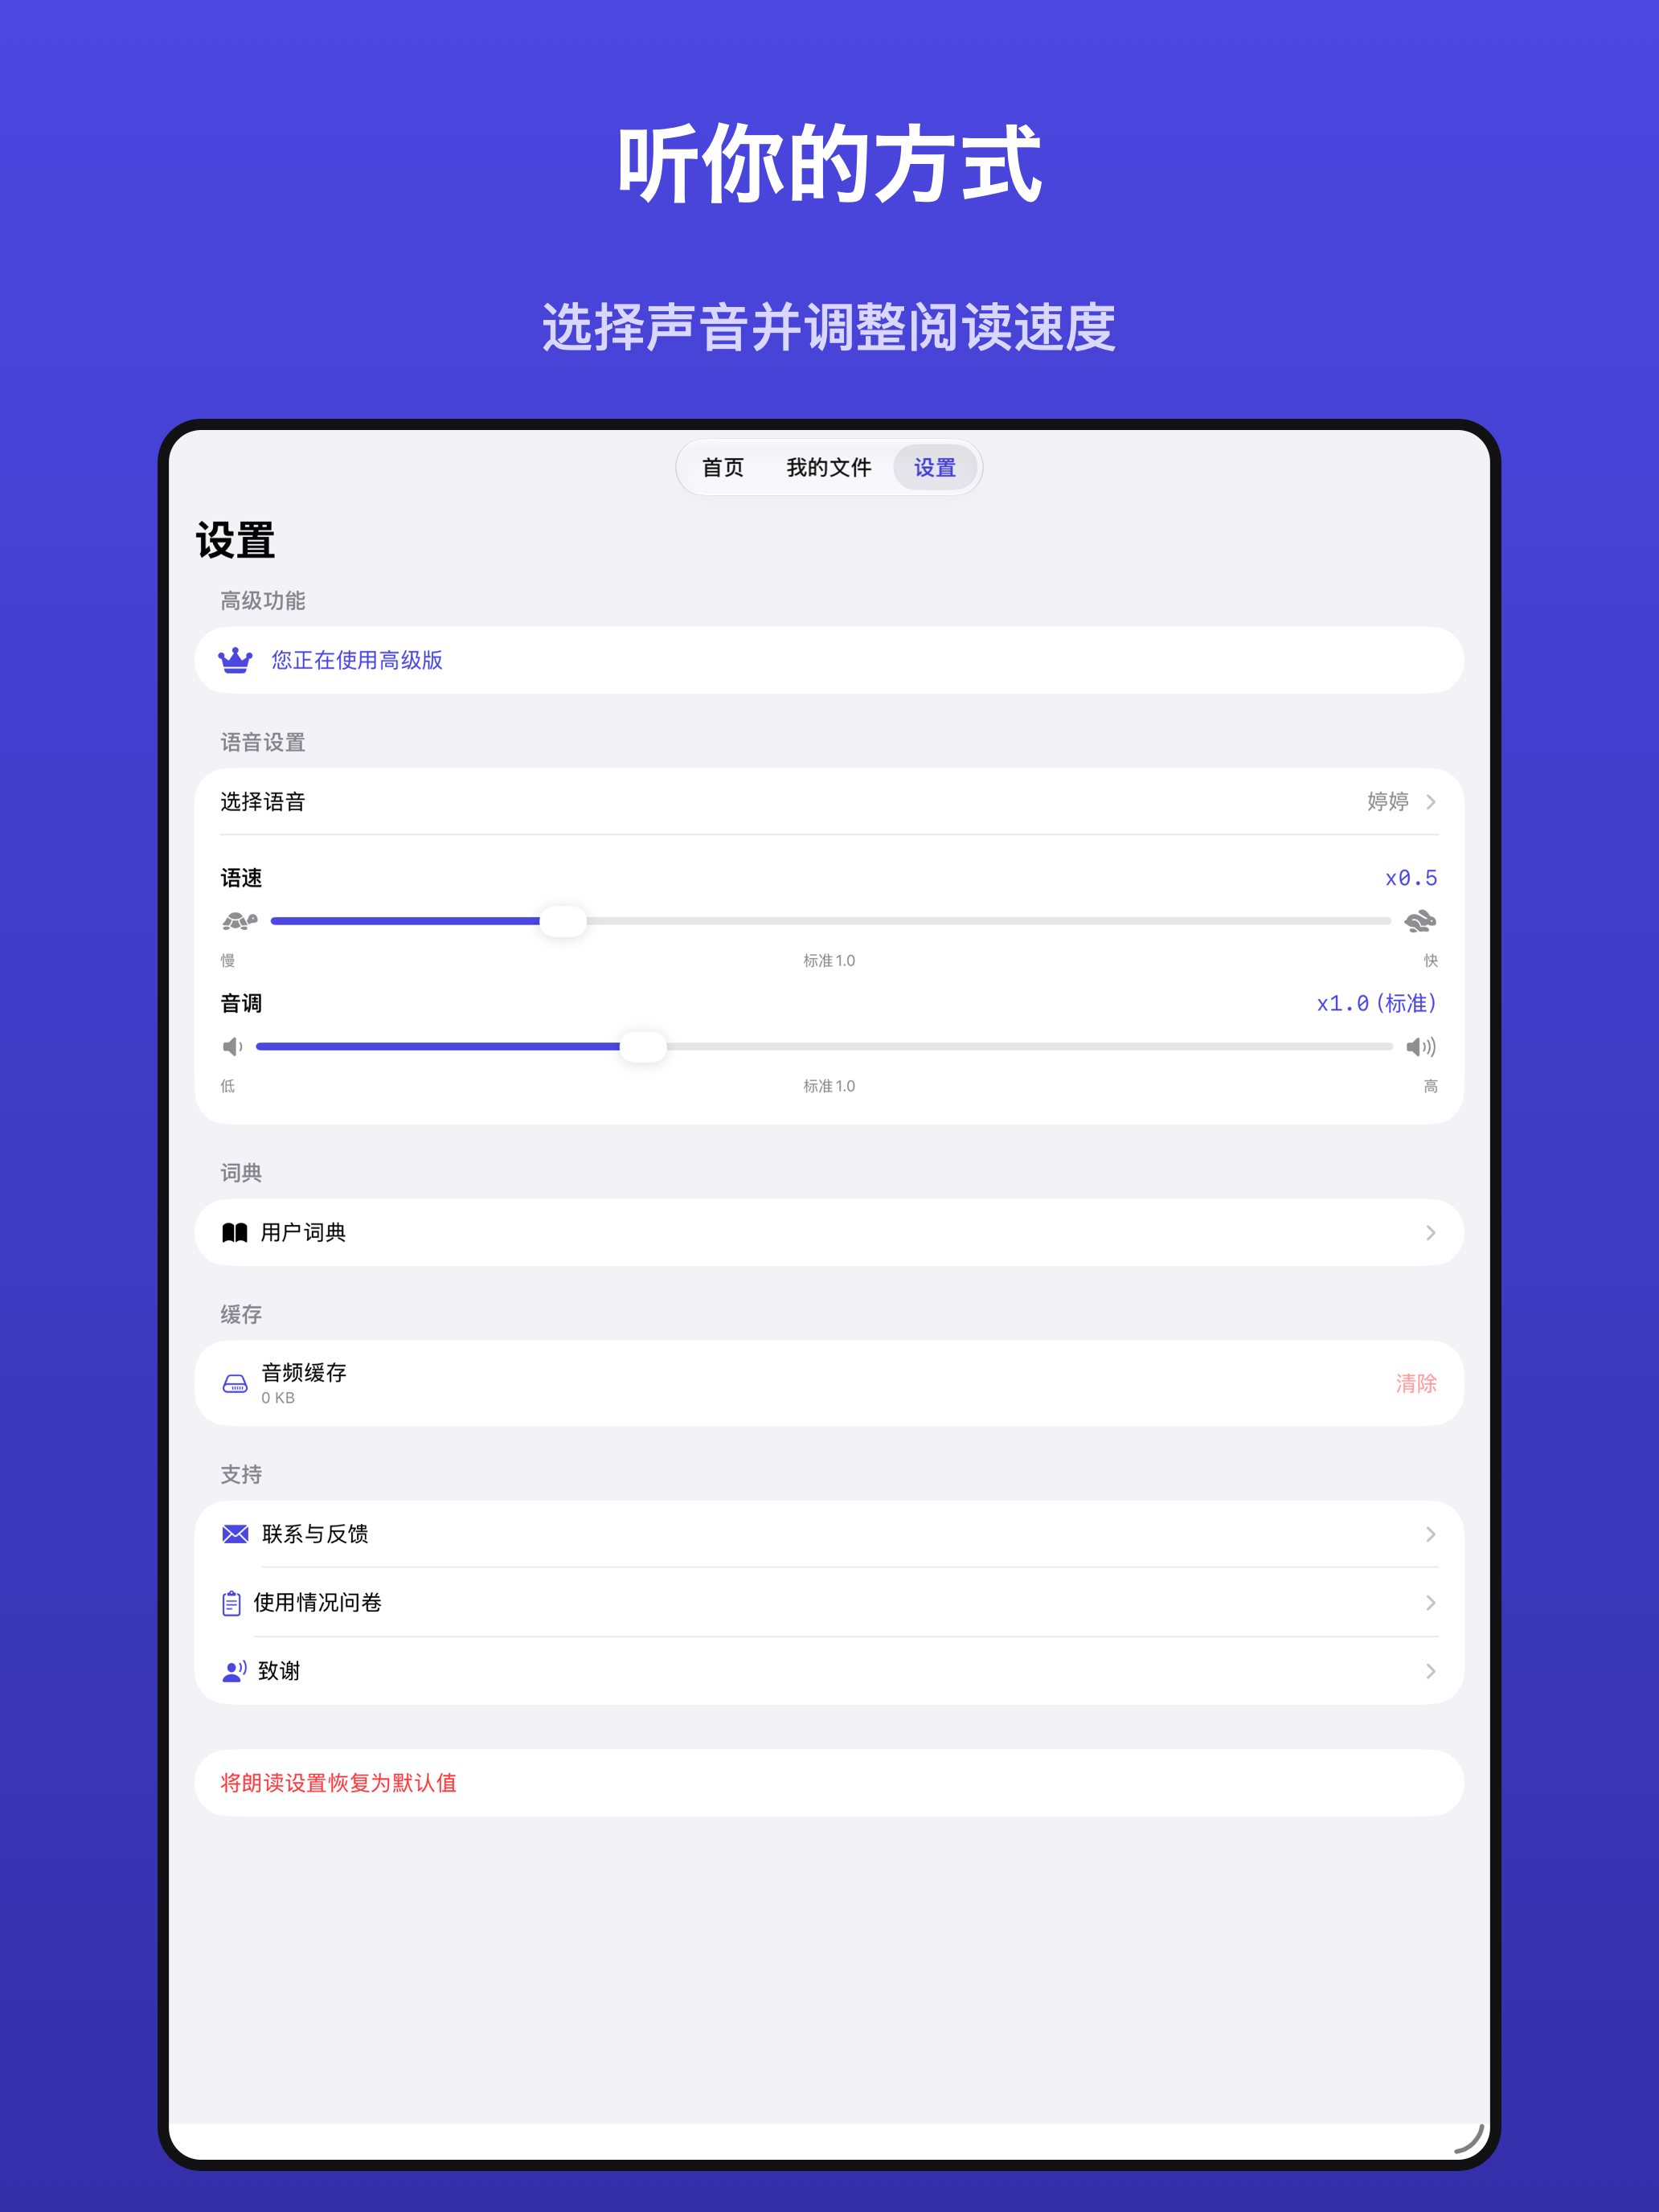 听你的方式
选择声音并调整阅读速度
首页 我的文件 设置
设置
高级功能
您正在使用高级版
语音设置
选择语音 婷婷
语速 x0.5
慢 标准 1.0 快
音调 x1.0 (标准)
低 标准 1.0 高
词典
用户词典
缓存
音频缓存
0 KB
清除
支持
联系与反馈
使用情况问卷
致谢
将朗读设置恢复为默认值